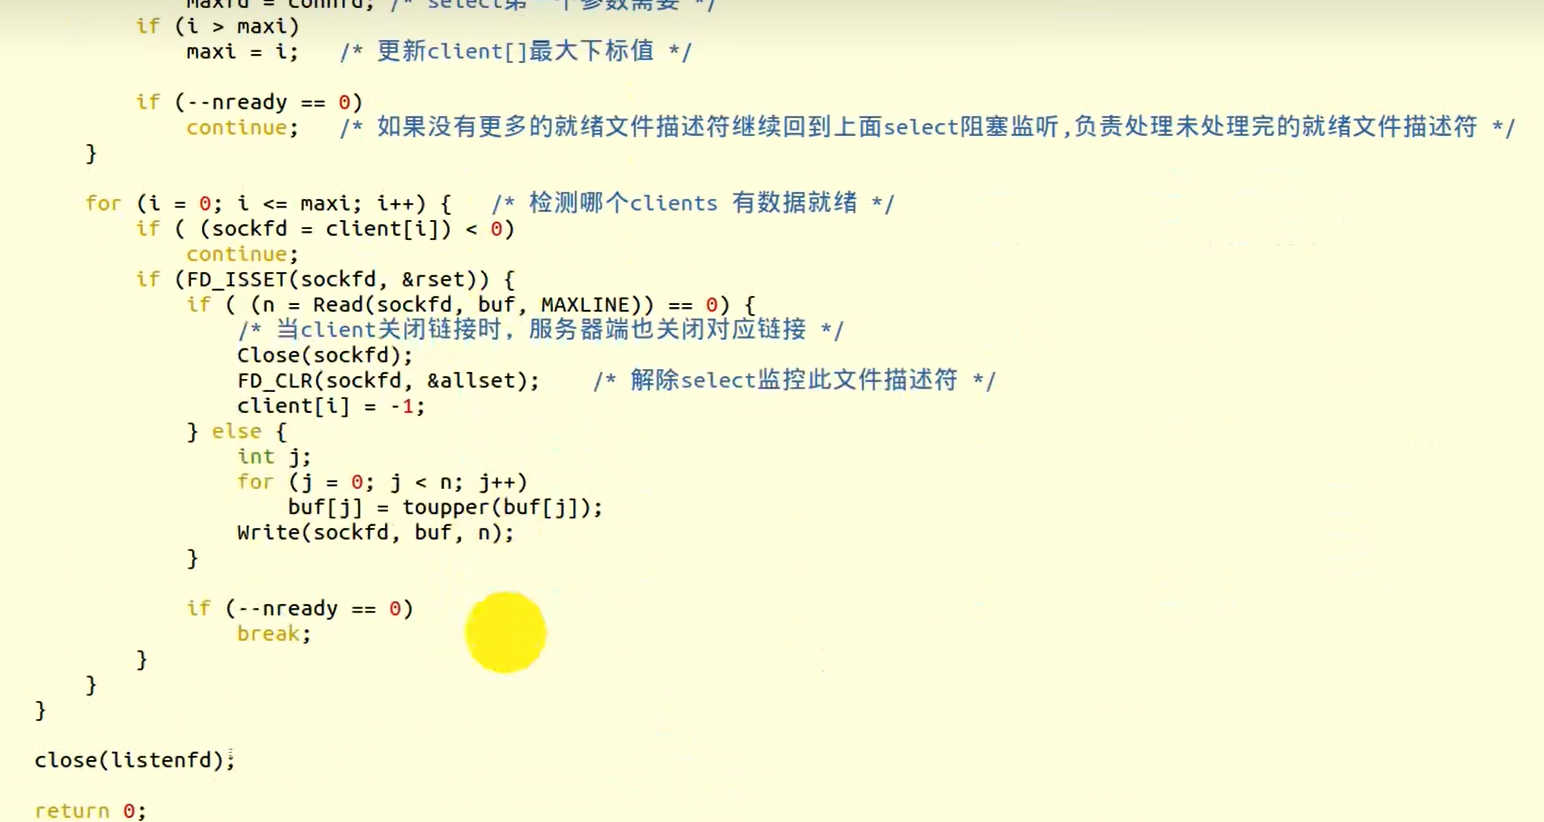 maxfd = connfd; /* select第一个参数需要 */
if (i > maxi)
maxi = i;   /* 更新client[]最大下标值 */
if (--nready == 0)
continue;   /* 如果没有更多的就绪文件描述符继续回到上面select阻塞监听,负责处理未处理完的就绪文件描述符 */
}
for (i = 0; i <= maxi; i++) {   /* 检测哪个clients 有数据就绪 */
if ( (sockfd = client[i]) < 0)
continue;
if (FD_ISSET(sockfd, &rset)) {
if ( (n = Read(sockfd, buf, MAXLINE)) == 0) {
/* 当client关闭链接时，服务器端也关闭对应链接 */
Close(sockfd);
FD_CLR(sockfd, &allset);    /* 解除select监控此文件描述符 */
client[i] = -1;
} else {
int j;
for (j = 0; j < n; j++)
buf[j] = toupper(buf[j]);
Write(sockfd, buf, n);
}
if (--nready == 0)
break;
}
}
}
close(listenfd);
return 0;